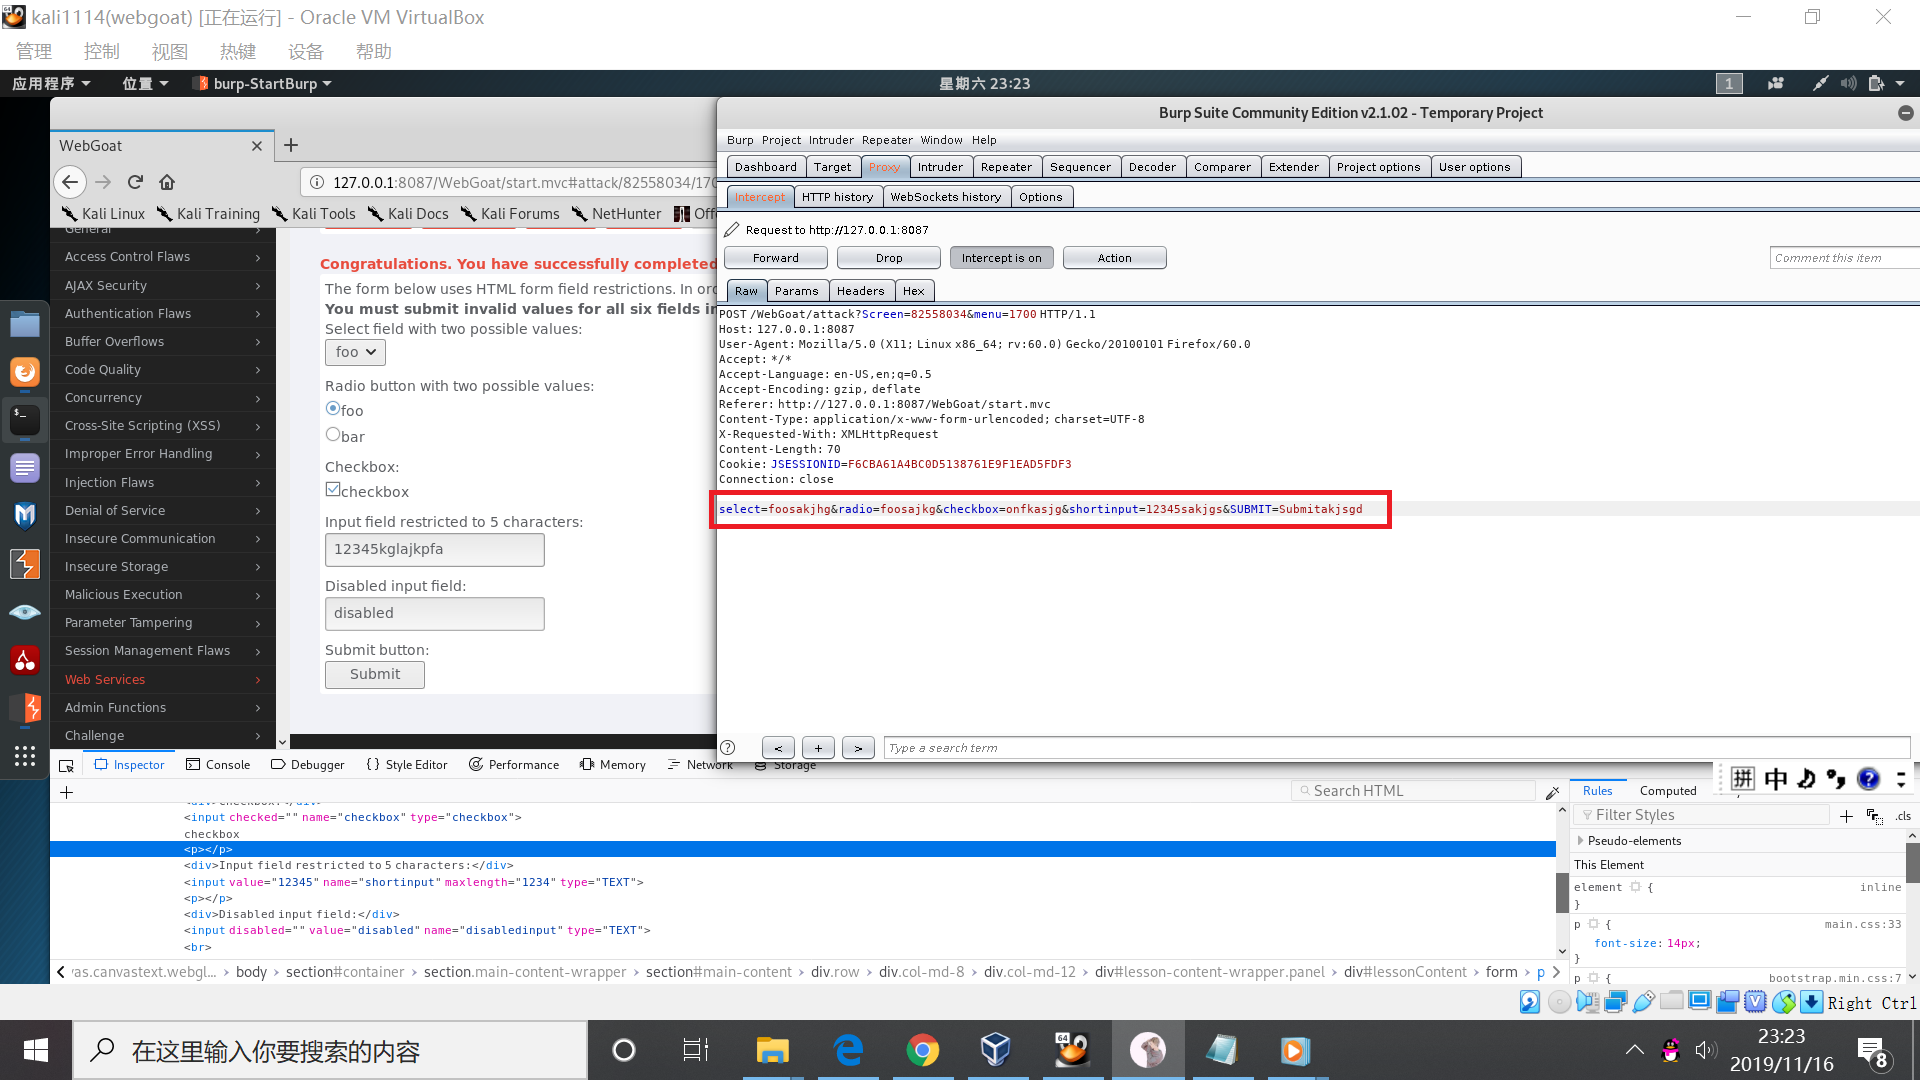 kali1114(webgoat) [正在运行] - Oracle VM VirtualBox
管理 控制 视图 热键 设备 帮助
应用程序 位置 burp-StartBurp 星期六 23:23 1
WebGoat
127.0.0.1:8087/WebGoat/start.mvc#attack/82558034/170
Kali Linux Kali Training Kali Tools Kali Docs Kali Forums NetHunter Off
General
Access Control Flaws
AJAX Security
Authentication Flaws
Buffer Overflows
Code Quality
Concurrency
Cross-Site Scripting (XSS)
Improper Error Handling
Injection Flaws
Denial of Service
Insecure Communication
Insecure Storage
Malicious Execution
Parameter Tampering
Session Management Flaws
Web Services
Admin Functions
Challenge
Congratulations. You have successfully completed
The form below uses HTML form field restrictions. In or
You must submit invalid values for all six fields i
Select field with two possible values:
foo
Radio button with two possible values:
foo
bar
Checkbox:
checkbox
Input field restricted to 5 characters:
12345kglajkpfa
Disabled input field:
disabled
Submit button:
Submit
Burp Suite Community Edition v2.1.02 - Temporary Project
Burp Project Intruder Repeater Window Help
Dashboard Target Proxy Intruder Repeater Sequencer Decoder Comparer Extender Project options User options
Intercept HTTP history WebSockets history Options
Request to http://127.0.0.1:8087
Forward Drop Intercept is on Action Comment this item
Raw Params Headers Hex
POST /WebGoat/attack?Screen=82558034&menu=1700 HTTP/1.1
Host: 127.0.0.1:8087
User-Agent: Mozilla/5.0 (X11; Linux x86_64; rv:60.0) Gecko/20100101 Firefox/60.0
Accept: */*
Accept-Language: en-US,en;q=0.5
Accept-Encoding: gzip, deflate
Referer: http://127.0.0.1:8087/WebGoat/start.mvc
Content-Type: application/x-www-form-urlencoded; charset=UTF-8
X-Requested-With: XMLHttpRequest
Content-Length: 70
Cookie: JSESSIONID=F6CBA61A4BC0D5138761E9F1EAD5FDF3
Connection: close
select=foosakjhg&radio=foosajkg&checkbox=onfkasjg&shortinput=12345sakjgs&SUBMIT=Submitakjsgd
? < + > Type a search term
Inspector Console Debugger {} Style Editor Performance Memory Network Storage
拼 中
+ Search HTML
<div>checkbox:</div>
<input checked="" name="checkbox" type="checkbox">
checkbox
<p></p>
<div>Input field restricted to 5 characters:</div>
<input value="12345" name="shortinput" maxlength="1234" type="TEXT">
<p></p>
<div>Disabled input field:</div>
<input disabled="" value="disabled" name="disabledinput" type="TEXT">
<br>
Rules Computed
Filter Styles + .cls
Pseudo-elements
This Element
element { inline
}
p { main.css:33
font-size: 14px;
}
p { bootstrap.min.css:7
vas.canvastext.webgl... › body › section#container › section.main-content-wrapper › section#main-content › div.row › div.col-md-8 › div.col-md-12 › div#lesson-content-wrapper.panel › div#lessonContent › form › p
Right Ctrl
在这里输入你要搜索的内容
64
23:23
2019/11/16
8